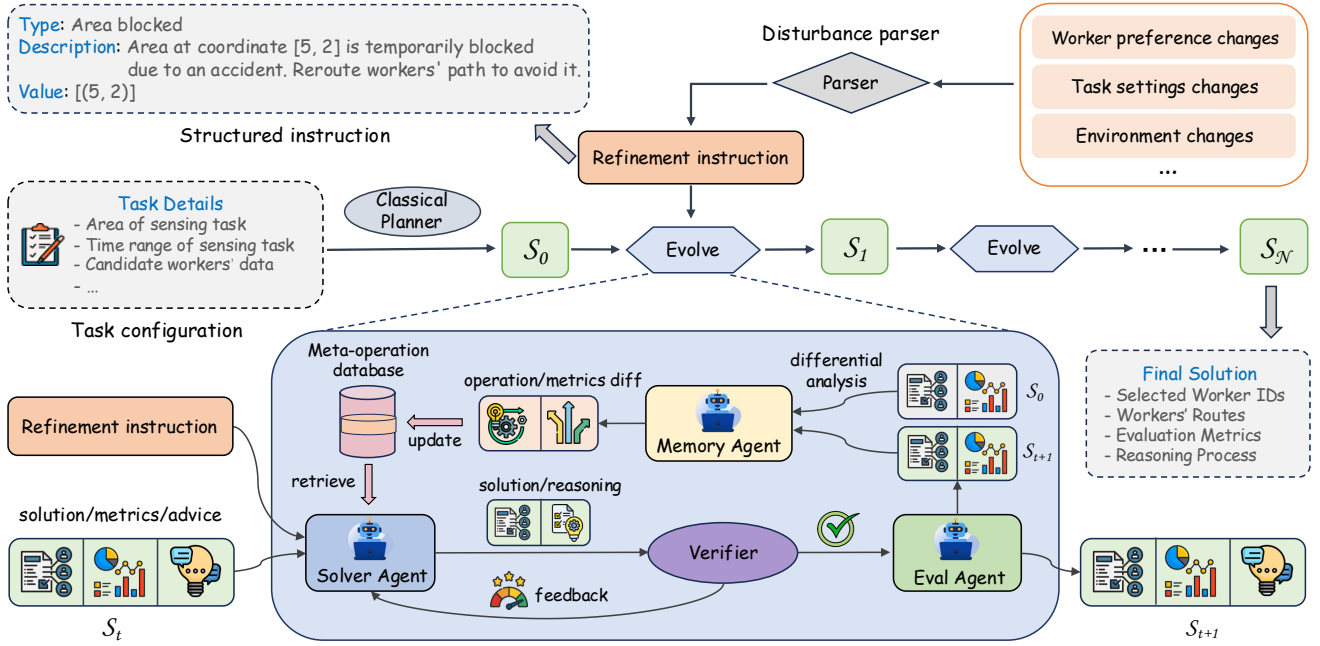 Type: Area blocked
Description: Area at coordinate [5, 2] is temporarily blocked
due to an accident. Reroute workers' path to avoid it.
Value: [(5, 2)]
Structured instruction
Disturbance parser
Parser
Worker preference changes
Task settings changes
Environment changes
...
Refinement instruction
Task Details
- Area of sensing task
- Time range of sensing task
- Candidate workers' data
- ...
Task configuration
Classical
Planner
S0
Evolve
S1
Evolve
...
SN
Final Solution
- Selected Worker IDs
- Workers' Routes
- Evaluation Metrics
- Reasoning Process
Meta-operation
database
operation/metrics diff
update
retrieve
Memory Agent
differential
analysis
S0
St+1
Refinement instruction
solution/metrics/advice
St
Solver Agent
solution/reasoning
Verifier
feedback
Eval Agent
St+1